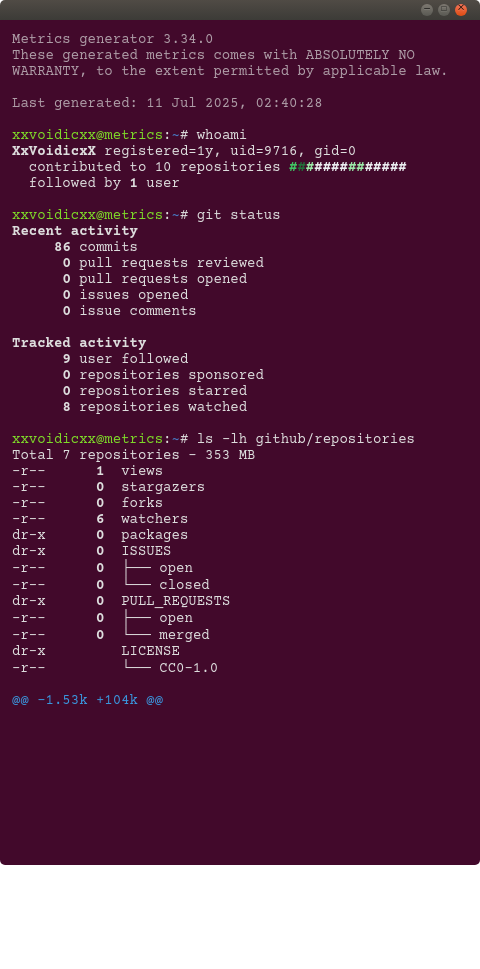 Metrics generator 3.34.0
These generated metrics comes with ABSOLUTELY NO
WARRANTY, to the extent permitted by applicable law.
Last generated: 11 Jul 2025, 02:40:28
xxvoidicxx@metrics:~# whoami
XxVoidicxX registered=1y, uid=9716, gid=0
contributed to 10 repositories ##############
followed by 1 user
xxvoidicxx@metrics:~# git status
Recent activity
86 commits
0 pull requests reviewed
0 pull requests opened
0 issues opened
0 issue comments
Tracked activity
9 user followed
0 repositories sponsored
0 repositories starred
8 repositories watched
xxvoidicxx@metrics:~# ls -lh github/repositories
Total 7 repositories - 353 MB
-r-- 1 views
-r-- 0 stargazers
-r-- 0 forks
-r-- 6 watchers
dr-x 0 packages
dr-x 0 ISSUES
-r-- 0 ├── open
-r-- 0 └── closed
dr-x 0 PULL_REQUESTS
-r-- 0 ├── open
-r-- 0 └── merged
dr-x LICENSE
-r-- └── CC0-1.0
@@ -1.53k +104k @@